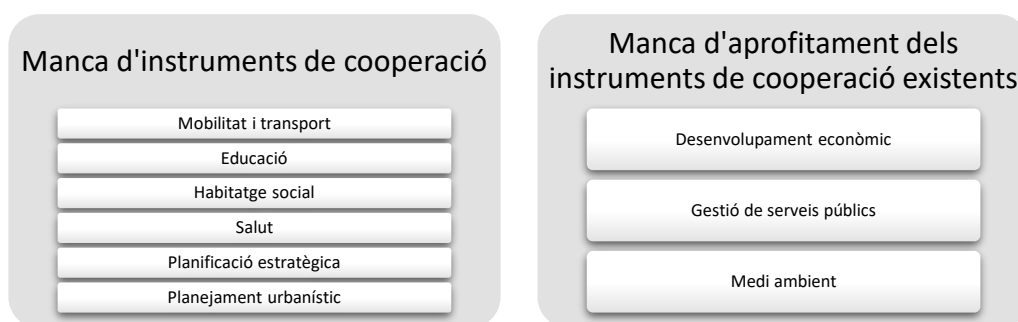 Manca d'instruments de cooperació
Mobilitat i transport
Educació
Habitatge social
Salut
Planificació estratègica
Planejament urbanístic
Manca d'aprofitament dels
instruments de cooperació existents
Desenvolupament econòmic
Gestió de serveis públics
Medi ambient